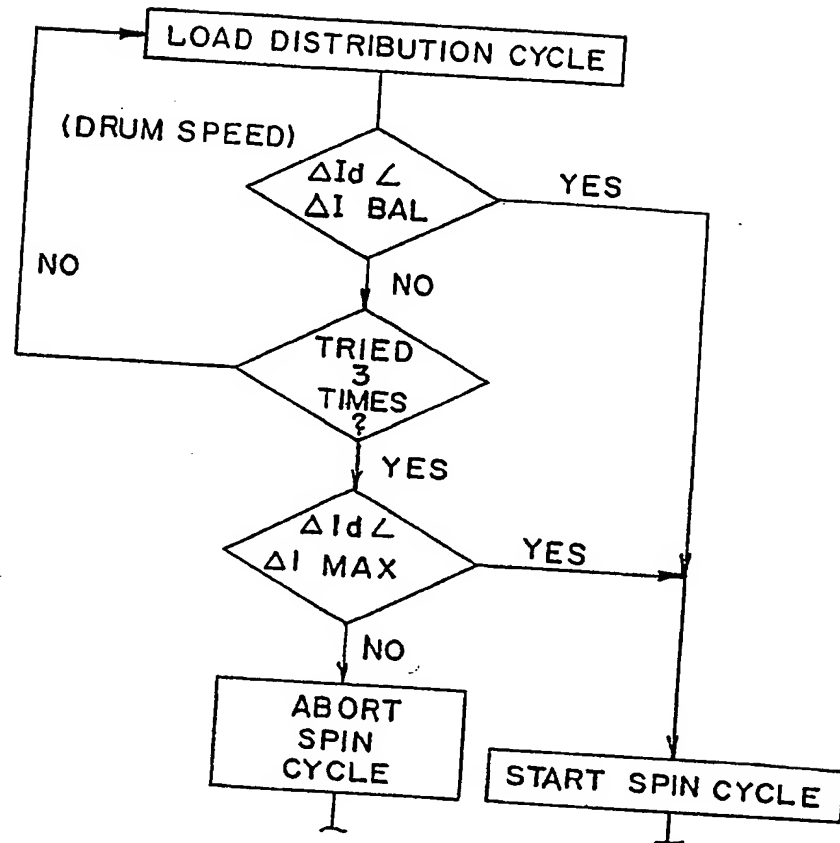 LOAD DISTRIBUTION CYCLE
(DRUM SPEED)
ΔId ∠
ΔI BAL
YES
NO
NO
TRIED
3
TIMES
?
YES
ΔId ∠
ΔI MAX
YES
NO
ABORT
SPIN
CYCLE
START SPIN CYCLE